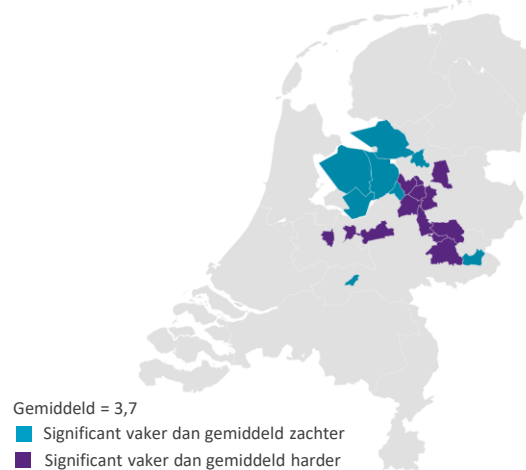 Gemiddeld = 3,7
Significant vaker dan gemiddeld zachter
Significant vaker dan gemiddeld harder